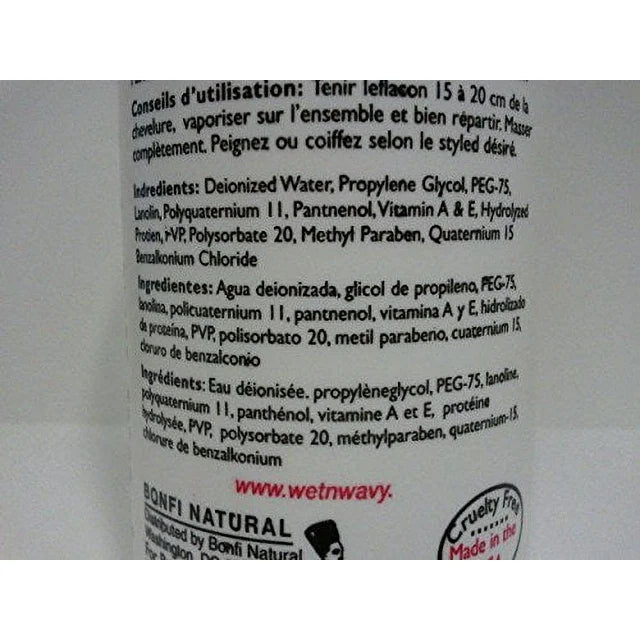 Conseils d'utilisation: Tenir leflacon 15 à 20 cm de la
chevelure, vaporiser sur l'ensemble et bien répartir. Masser
complètement. Peignez ou coiffez selon le styled désiré.
Indredients: Deionized Water, Propylene Glycol, PEG-75,
Lanolin, Polyquaternium 11, Pantnenol, Vitamin A & E, Hydrolyzed
Protien, PVP, Polysorbate 20, Methyl Paraben, Quaternium 15
Benzalkonium Chloride
Ingredientes: Agua deionizada, glicol de propileno, PEG-75,
lanolina, policuaternium 11, pantnenol, vitamina A y E, hidrolizado
de proteína, PVP, polisorbato 20, metil parabeno, cuaternium 15,
cloruro de benzalconio
Ingrédients: Eau déionisée, propylèneglycol, PEG-75, lanoline,
polyquaternium 11, panthénol, vitamine A et E, protéine
hydrolysée, PVP, polysorbate 20, méthylparaben, quaternium-15,
chlorure de benzalkonium
www.wetnwavy.
BONFI NATURAL
Distributed by Bonfi Natural
Washington, DC
For
Cruelty Free
Made in the